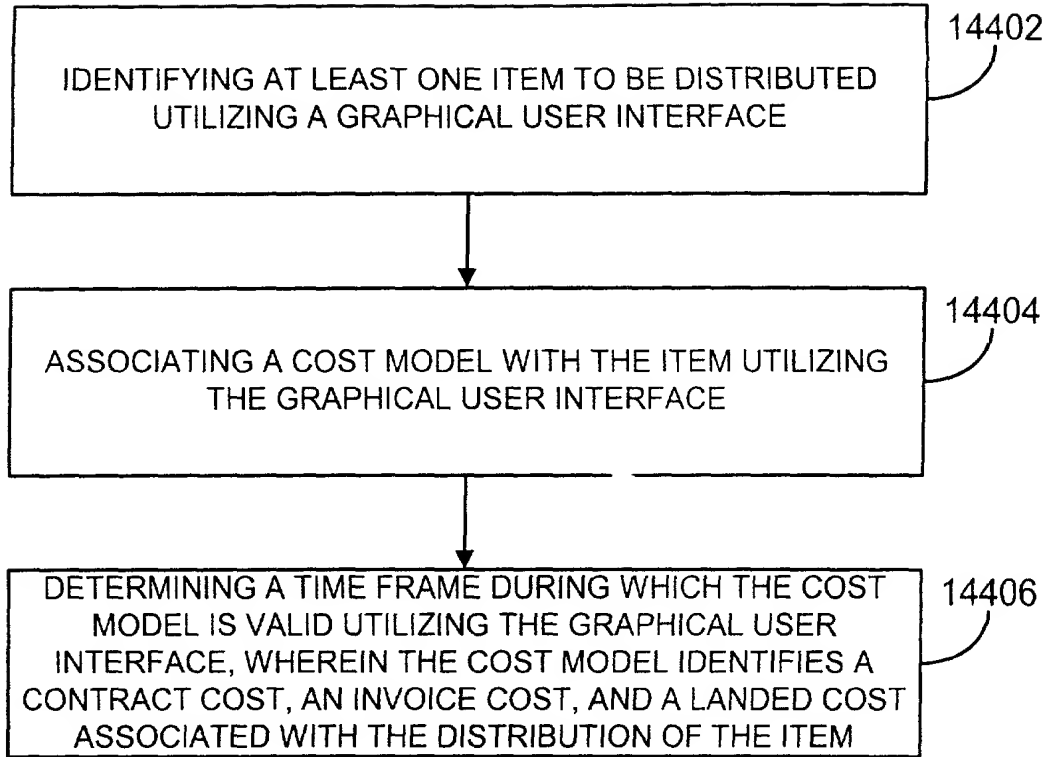 14402
IDENTIFYING AT LEAST ONE ITEM TO BE DISTRIBUTED
UTILIZING A GRAPHICAL USER INTERFACE
14404
ASSOCIATING A COST MODEL WITH THE ITEM UTILIZING
THE GRAPHICAL USER INTERFACE
14406
DETERMINING A TIME FRAME DURING WHICH THE COST
MODEL IS VALID UTILIZING THE GRAPHICAL USER
INTERFACE, WHEREIN THE COST MODEL IDENTIFIES A
CONTRACT COST, AN INVOICE COST, AND A LANDED COST
ASSOCIATED WITH THE DISTRIBUTION OF THE ITEM